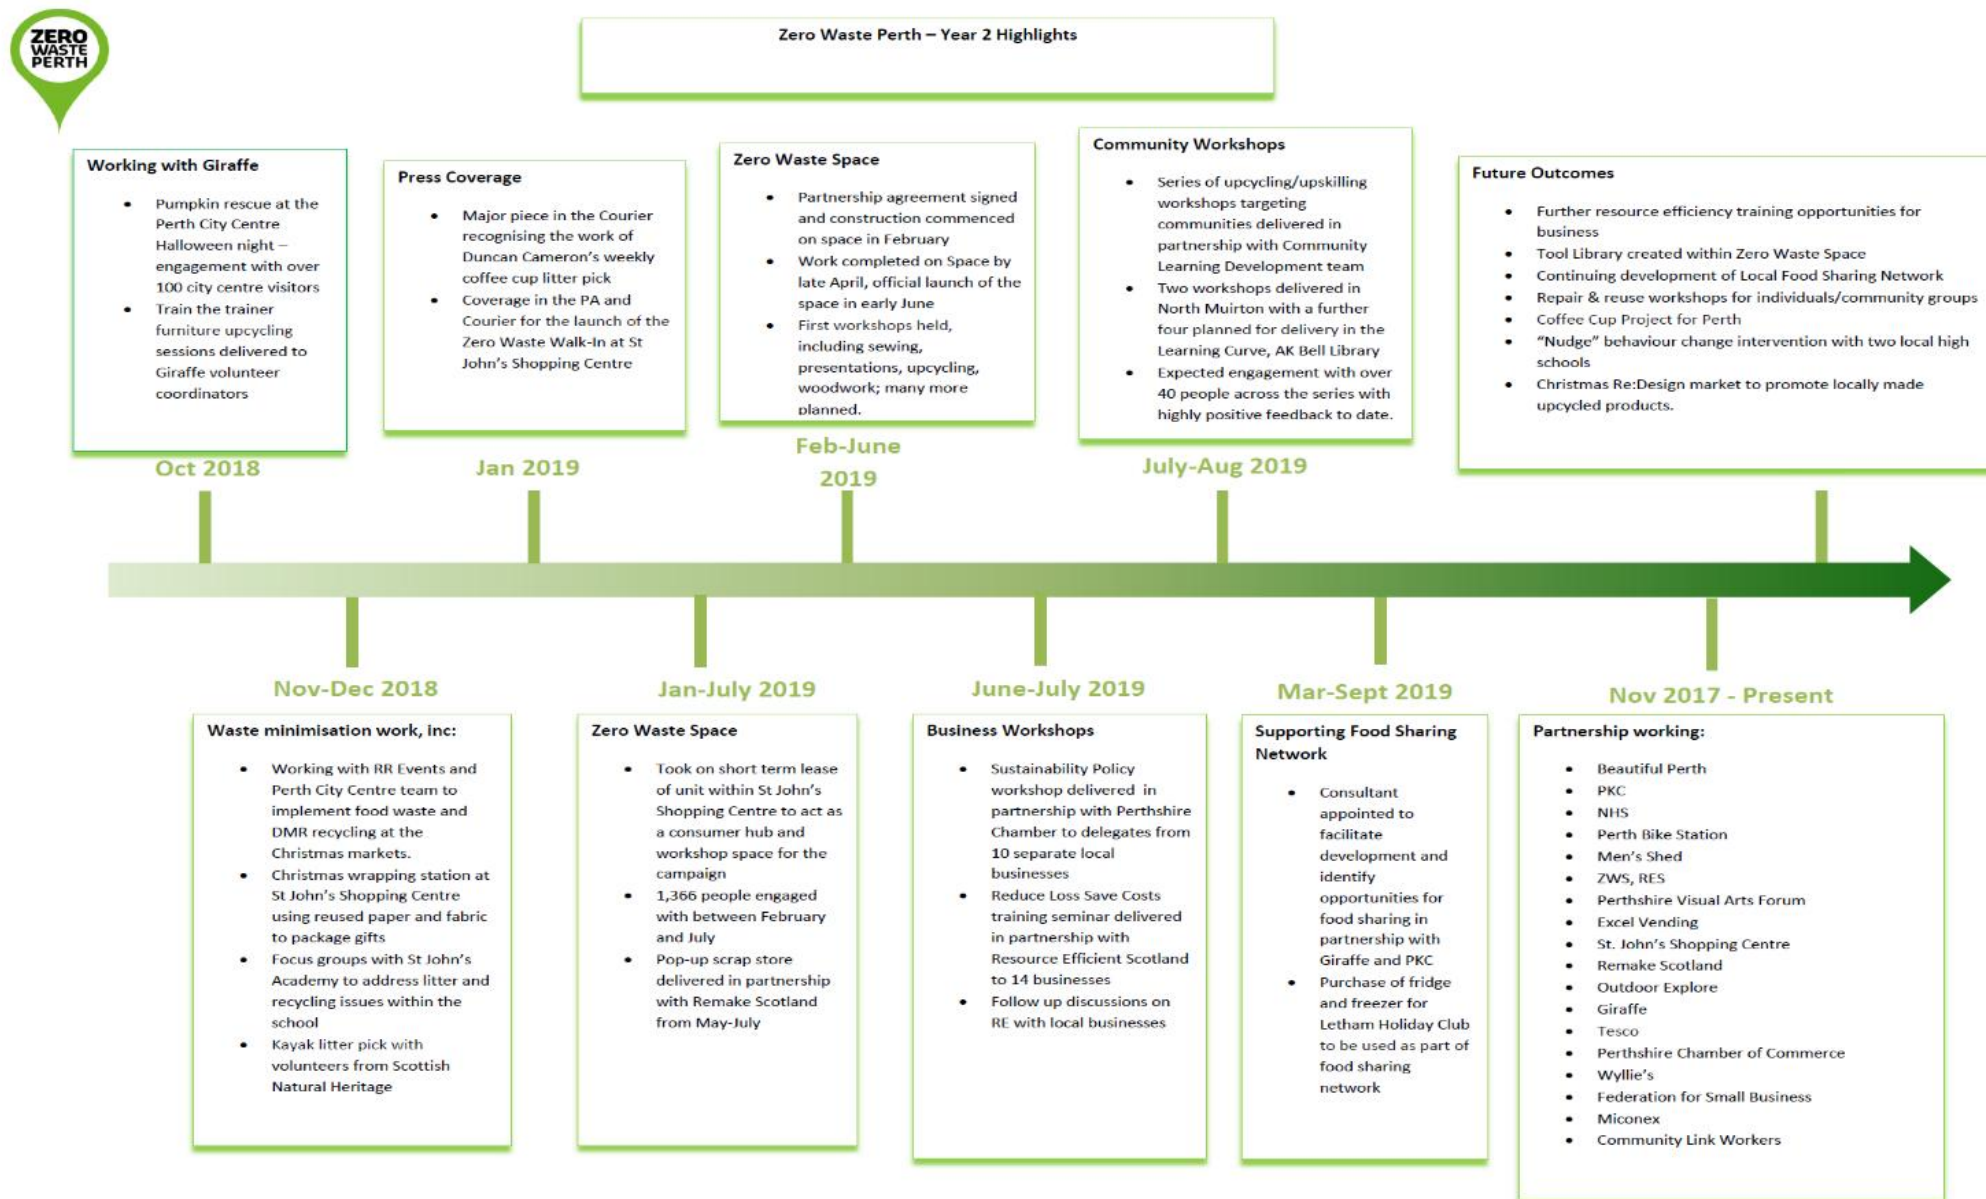 ZERO
WASTE
PERTH
Zero Waste Perth – Year 2 Highlights
Working with Giraffe
• Pumpkin rescue at the
Perth City Centre
Halloween night –
engagement with over
100 city centre visitors
• Train the trainer
furniture upcycling
sessions delivered to
Giraffe volunteer
coordinators
Oct 2018
Press Coverage
• Major piece in the Courier
recognising the work of
Duncan Cameron's weekly
coffee cup litter pick
• Coverage in the PA and
Courier for the launch of the
Zero Waste Walk-In at St
John's Shopping Centre
Jan 2019
Zero Waste Space
• Partnership agreement signed
and construction commenced
on space in February
• Work completed on Space by
late April, official launch of the
space in early June
• First workshops held,
including sewing,
presentations, upcycling,
woodwork; many more
planned.
Feb-June
2019
Community Workshops
• Series of upcycling/upskilling
workshops targeting
communities delivered in
partnership with Community
Learning Development team
• Two workshops delivered in
North Muirton with a further
four planned for delivery in the
Learning Curve, AK Bell Library
• Expected engagement with over
40 people across the series with
highly positive feedback to date.
July-Aug 2019
Future Outcomes
• Further resource efficiency training opportunities for
business
• Tool Library created within Zero Waste Space
• Continuing development of Local Food Sharing Network
• Repair & reuse workshops for individuals/community groups
• Coffee Cup Project for Perth
• "Nudge" behaviour change intervention with two local high
schools
• Christmas Re:Design market to promote locally made
upcycled products.
Nov-Dec 2018
Waste minimisation work, inc:
• Working with RR Events and
Perth City Centre team to
implement food waste and
DMR recycling at the
Christmas markets.
• Christmas wrapping station at
St John's Shopping Centre
using reused paper and fabric
to package gifts
• Focus groups with St John's
Academy to address litter and
recycling issues within the
school
• Kayak litter pick with
volunteers from Scottish
Natural Heritage
Jan-July 2019
Zero Waste Space
• Took on short term lease
of unit within St John's
Shopping Centre to act as
a consumer hub and
workshop space for the
campaign
• 1,366 people engaged
with between February
and July
• Pop-up scrap store
delivered in partnership
with Remake Scotland
from May-July
June-July 2019
Business Workshops
• Sustainability Policy
workshop delivered in
partnership with Perthshire
Chamber to delegates from
10 separate local
businesses
• Reduce Loss Save Costs
training seminar delivered
in partnership with
Resource Efficient Scotland
to 14 businesses
• Follow up discussions on
RE with local businesses
Mar-Sept 2019
Supporting Food Sharing
Network
• Consultant
appointed to
facilitate
development and
identify
opportunities for
food sharing in
partnership with
Giraffe and PKC
• Purchase of fridge
and freezer for
Letham Holiday Club
to be used as part of
food sharing
network
Nov 2017 - Present
Partnership working:
• Beautiful Perth
• PKC
• NHS
• Perth Bike Station
• Men's Shed
• ZWS, RES
• Perthshire Visual Arts Forum
• Excel Vending
• St. John's Shopping Centre
• Remake Scotland
• Outdoor Explore
• Giraffe
• Tesco
• Perthshire Chamber of Commerce
• Wyllie's
• Federation for Small Business
• Miconex
• Community Link Workers